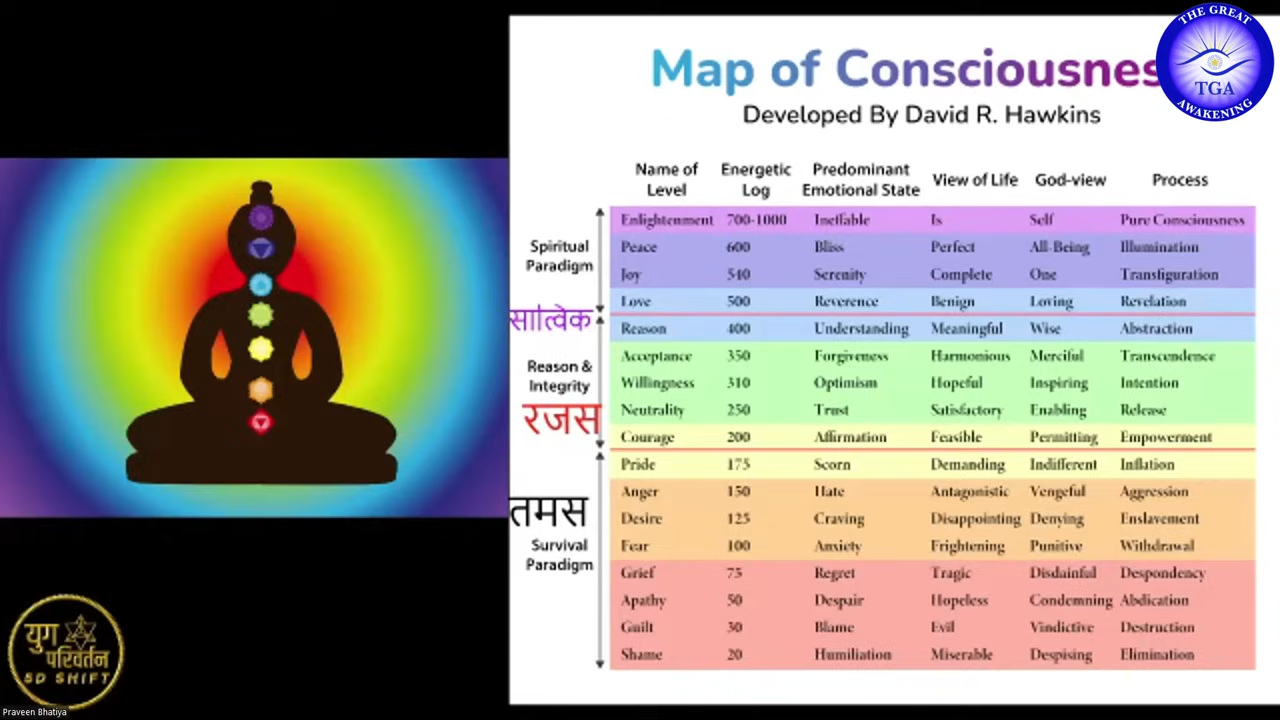 THE GREAT
AWAKENING
TGA
Map of Consciousnes
Developed By David R. Hawkins
Name of Level Energetic Log Predominant Emotional State View of Life God-view Process
Spiritual Paradigm
Enlightenment 700-1000 Ineffable Is Self Pure Consciousness
Peace 600 Bliss Perfect All-Being Illumination
Joy 540 Serenity Complete One Transfiguration
Love 500 Reverence Benign Loving Revelation
सात्विक
Reason & Integrity
रजस
Reason 400 Understanding Meaningful Wise Abstraction
Acceptance 350 Forgiveness Harmonious Merciful Transcendence
Willingness 310 Optimism Hopeful Inspiring Intention
Neutrality 250 Trust Satisfactory Enabling Release
Courage 200 Affirmation Feasible Permitting Empowerment
तमस
Survival Paradigm
Pride 175 Scorn Demanding Indifferent Inflation
Anger 150 Hate Antagonistic Vengeful Aggression
Desire 125 Craving Disappointing Denying Enslavement
Fear 100 Anxiety Frightening Punitive Withdrawal
Grief 75 Regret Tragic Disdainful Despondency
Apathy 50 Despair Hopeless Condemning Abdication
Guilt 30 Blame Evil Vindictive Destruction
Shame 20 Humiliation Miserable Despising Elimination
युग
परिवर्तन
5D SHIFT
Praveen Bhatiya